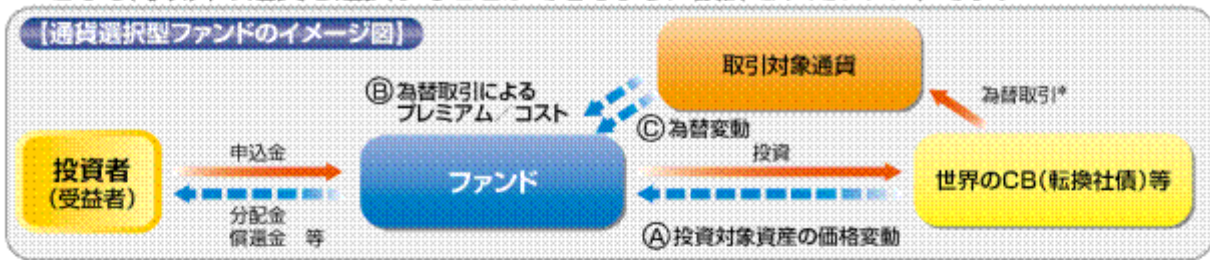 【通貨選択型ファンドのイメージ図】
取引対象通貨
Ⓑ為替取引による
プレミアム／コスト
為替取引*
Ⓒ為替変動
投資者
(受益者)
申込金
ファンド
投資
世界のCB(転換社債)等
分配金
償還金 等
Ⓐ投資対象資産の価格変動